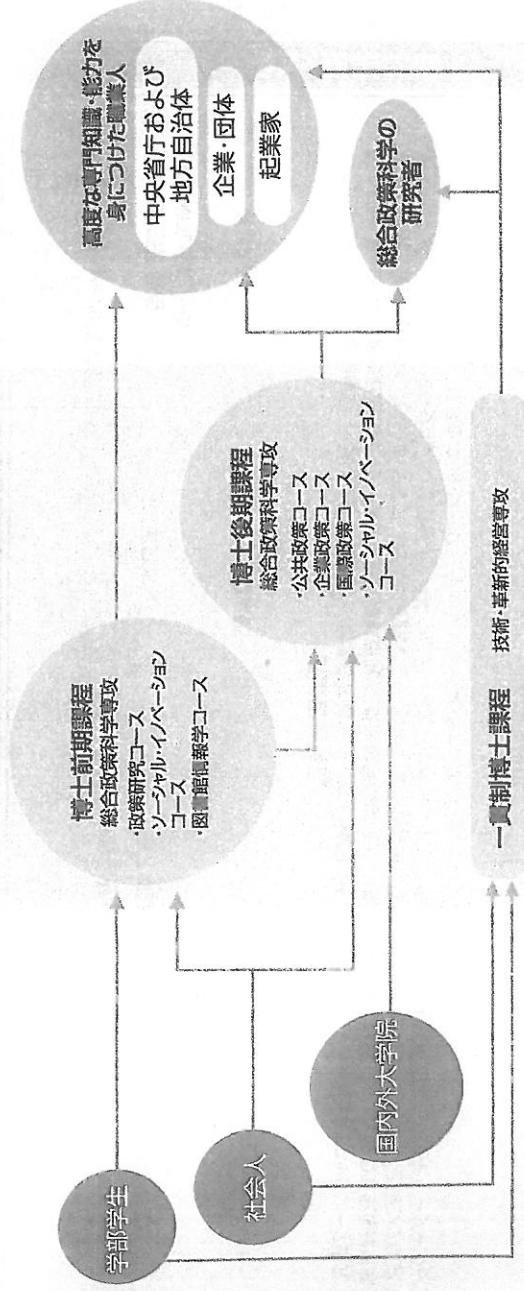 学部学生
社会人
国内外大学院
博士前期課程
総合政策科学専攻
・政策研究コース
・ソーシャル・イノベーション
コース
・図書館情報学コース
博士後期課程
総合政策科学専攻
・公共政策コース
・企業政策コース
・国際政策コース
・ソーシャル・イノベーション
コース
一貫制博士課程 技術・革新的経営専攻
高度な専門知識・能力を
身につけた職業人
中央省庁および
地方自治体
企業・団体
起業家
総合政策科学の
研究者